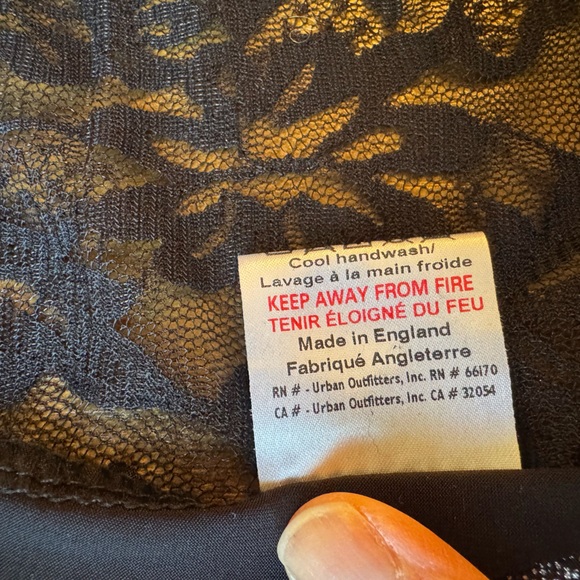 Cool handwash/
Lavage à la main froide
KEEP AWAY FROM FIRE
TENIR ÉLOIGNÉ DU FEU
Made in England
Fabriqué Angleterre
RN # - Urban Outfitters, Inc. RN # 66170
CA # - Urban Outfitters, Inc. CA # 32054